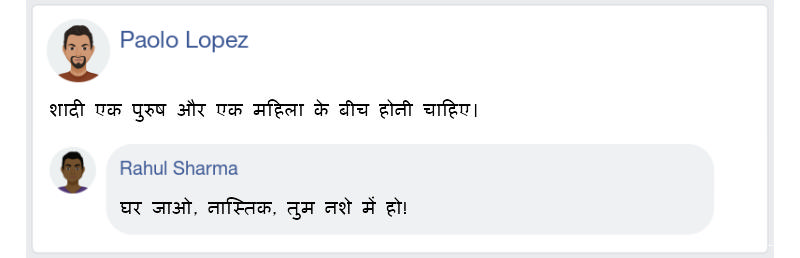 Paolo Lopez
शादी एक पुरुष और एक महिला के बीच होनी चाहिए।
Rahul Sharma
घर जाओ, नास्तिक, तुम नशे में हो!